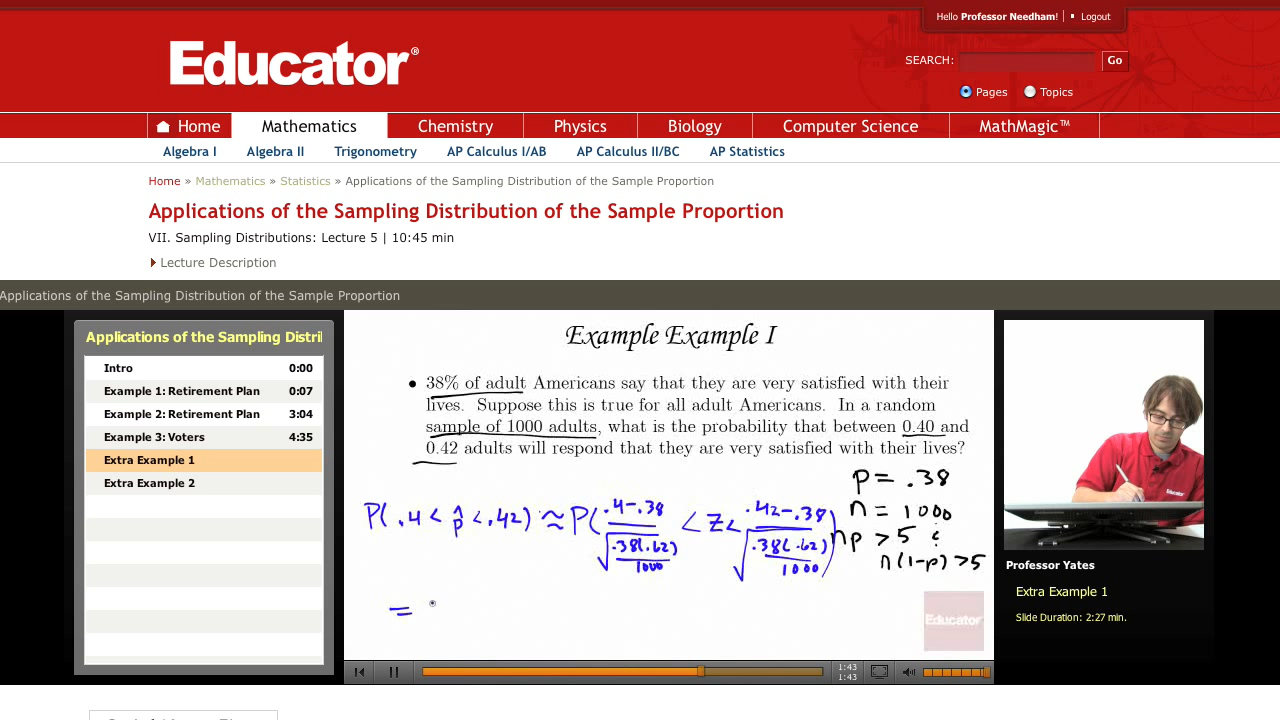 Hello Professor Needham! | ▪ Logout
Educator®
SEARCH: Go
Pages Topics
Home Mathematics Chemistry Physics Biology Computer Science MathMagic™
Algebra I Algebra II Trigonometry AP Calculus I/AB AP Calculus II/BC AP Statistics
Home » Mathematics » Statistics » Applications of the Sampling Distribution of the Sample Proportion
Applications of the Sampling Distribution of the Sample Proportion
VII. Sampling Distributions: Lecture 5 | 10:45 min
Lecture Description
Applications of the Sampling Distribution of the Sample Proportion
Applications of the Sampling Distri
Intro 0:00
Example 1: Retirement Plan 0:07
Example 2: Retirement Plan 3:04
Example 3: Voters 4:35
Extra Example 1
Extra Example 2
Example Example I
• 38% of adult Americans say that they are very satisfied with their
lives. Suppose this is true for all adult Americans. In a random
sample of 1000 adults, what is the probability that between 0.40 and
0.42 adults will respond that they are very satisfied with their lives?
p = .38
n = 1000
np > 5 &
n(1-p) > 5
P( .4 < p̂ < .42) ≈ P( .4-.38 / √(.38(.62)/1000) < Z < .42-.38 / √(.38(.62)/1000) )
=
Educator
1:43
1:43
Professor Yates
Extra Example 1
Slide Duration: 2:27 min.